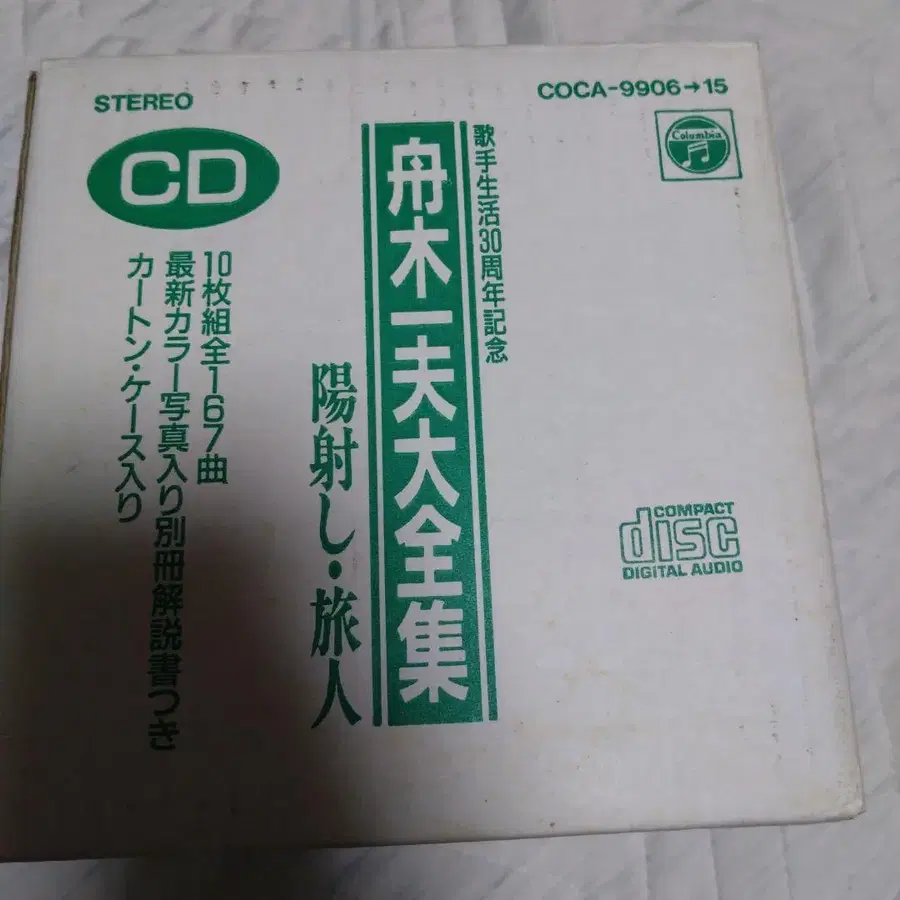 STEREO
COCA-9906→15
Columbia
CD
歌手生活30周年記念
舟木一夫大全集
陽射し・旅人
10枚組全167曲
最新カラー写真入り別冊解説書つき
カートン・ケース入り
COMPACT
disc
DIGITAL AUDIO